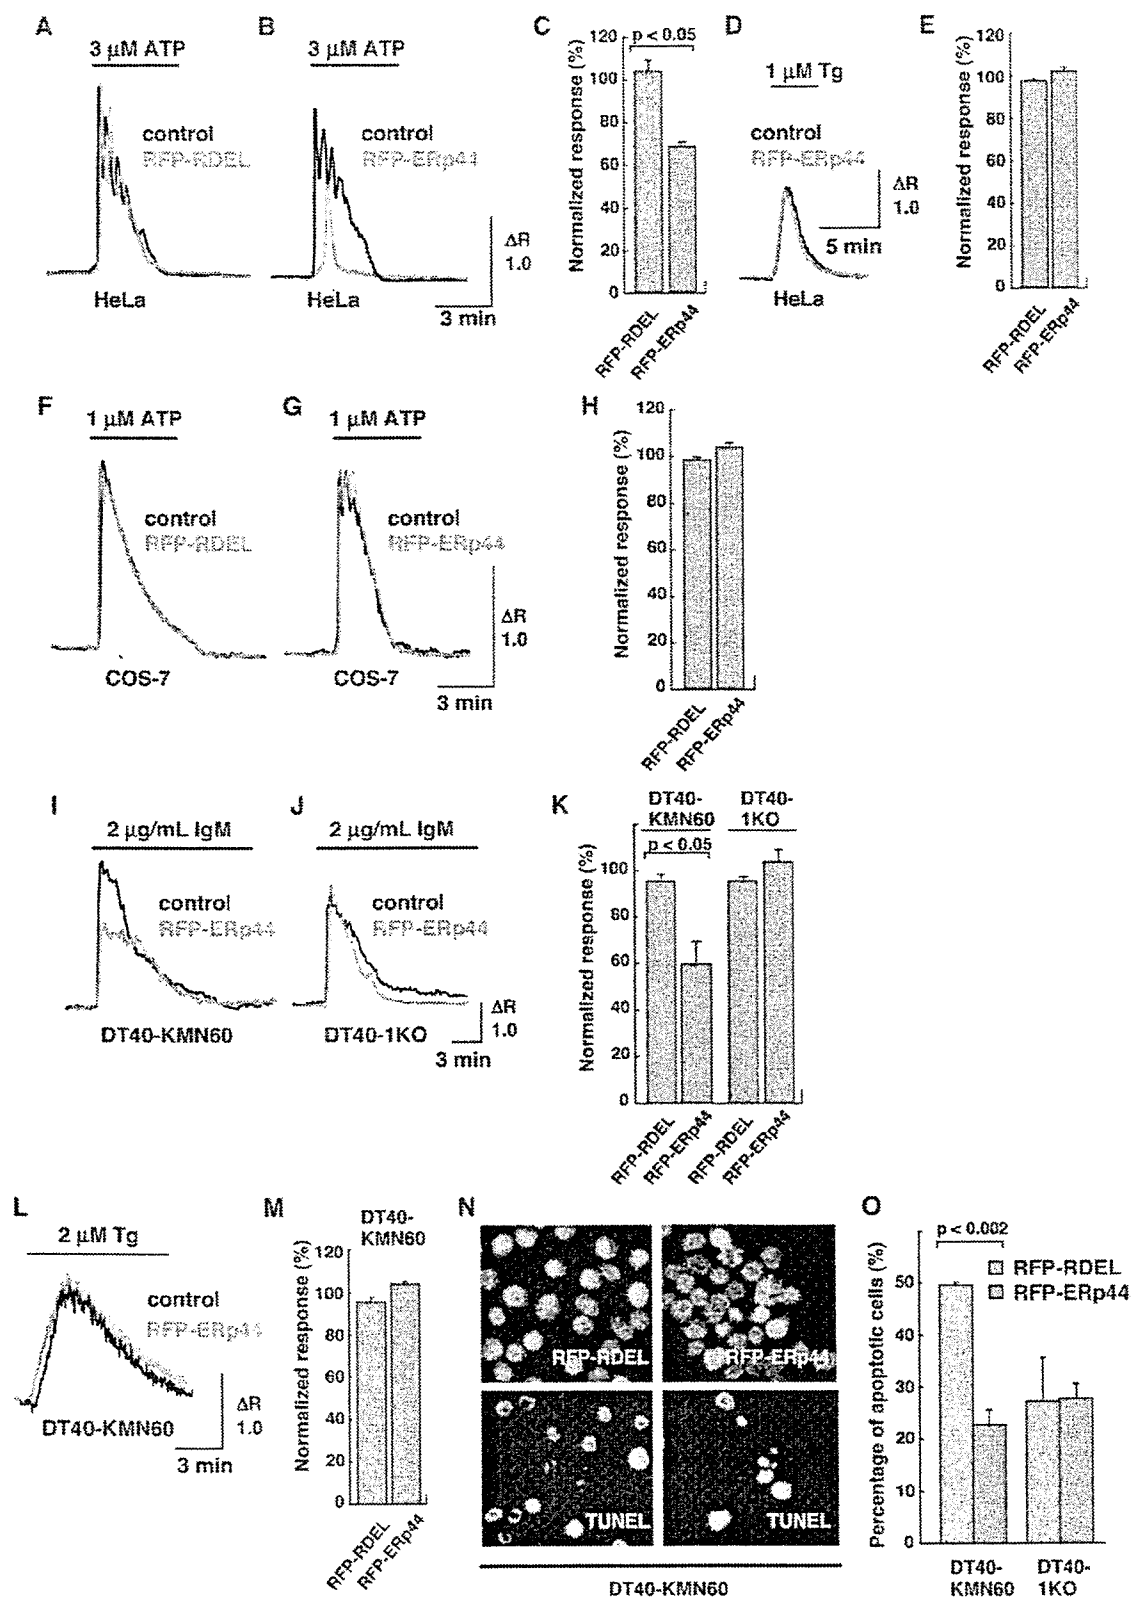 A
3 µM ATP
control
RFP-RDEL
HeLa
B
3 µM ATP
control
RFP-ERp44
HeLa
ΔR
1.0
3 min
C
Normalized response (%)
120
100
80
60
40
20
0
p < 0.05
RFP-RDEL
RFP-ERp44
D
1 µM Tg
control
RFP-ERp44
ΔR
1.0
5 min
HeLa
E
Normalized response (%)
120
100
80
60
40
20
0
RFP-RDEL
RFP-ERp44
F
1 µM ATP
control
RFP-RDEL
COS-7
G
1 µM ATP
control
RFP-ERp44
COS-7
ΔR
1.0
3 min
H
Normalized response (%)
120
100
80
60
40
20
0
RFP-RDEL
RFP-ERp44
I
2 µg/mL IgM
control
RFP-ERp44
DT40-KMN60
J
2 µg/mL IgM
control
RFP-ERp44
DT40-1KO
ΔR
1.0
3 min
K
DT40-
KMN60
DT40-
1KO
p < 0.05
Normalized response (%)
100
80
60
40
20
0
RFP-RDEL
RFP-ERp44
RFP-RDEL
RFP-ERp44
L
2 µM Tg
control
RFP-ERp44
DT40-KMN60
ΔR
1.0
3 min
M
DT40-
KMN60
Normalized response (%)
120
100
80
60
40
20
0
RFP-RDEL
RFP-ERp44
N
RFP-RDEL
RFP-ERp44
TUNEL
TUNEL
DT40-KMN60
O
p < 0.002
RFP-RDEL
RFP-ERp44
Percentage of apoptotic cells (%)
50
40
30
20
10
0
DT40-
KMN60
DT40-
1KO